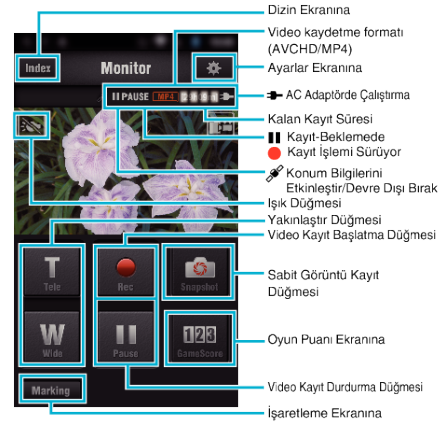 Dizin Ekranına
Video kaydetme formatı
(AVCHD/MP4)
Index
Monitor
Ayarlar Ekranına
PAUSE MP4
AC Adaptörde Çalıştırma
Kalan Kayıt Süresi
Kayıt-Beklemede
Kayıt İşlemi Sürüyor
Konum Bilgilerini
Etkinleştir/Devre Dışı Bırak
Işık Düğmesi
Yakınlaştır Düğmesi
Video Kayıt Başlatma Düğmesi
T
Tele
Rec
Snapshot
Sabit Görüntü Kayıt
Düğmesi
W
Wide
Pause
123
GameScore
Oyun Puanı Ekranına
Video Kayıt Durdurma Düğmesi
Marking
İşaretleme Ekranına